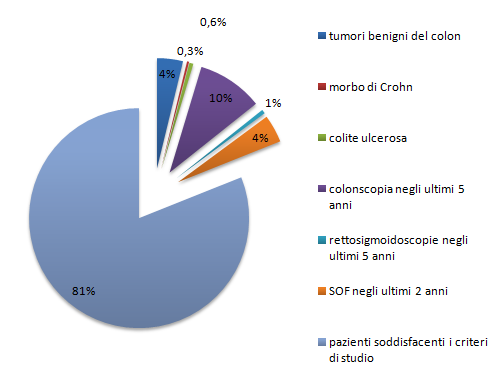 0,6%
0,3%
4%
10%
1%
4%
81%
tumori benigni del colon
morbo di Crohn
colite ulcerosa
colonscopia negli ultimi 5
anni
rettosigmoidoscopie negli
ultimi 5 anni
SOF negli ultimi 2 anni
pazienti soddisfacenti i criteri
di studio